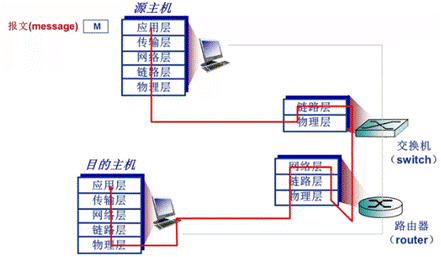 源主机
报文(message) M
应用层
传输层
网络层
链路层
物理层
链路层
物理层
交换机
（switch）
目的主机
应用层
传输层
网络层
链路层
物理层
网络层
链路层
物理层
路由器
（router）